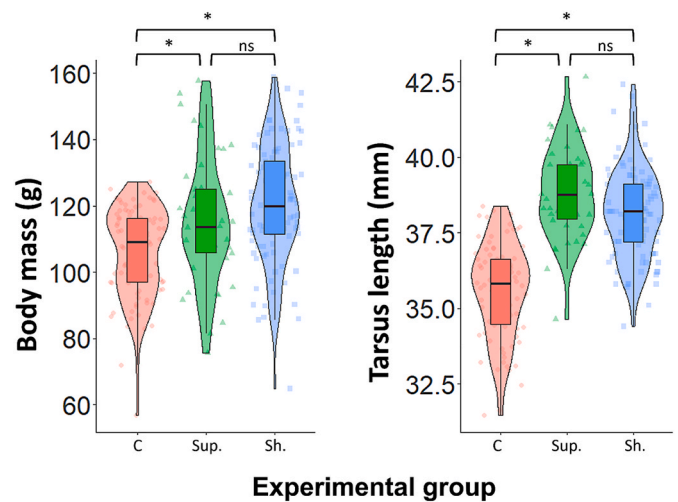 *
* ns
Body mass (g)
160
140
120
100
80
60
C Sup. Sh.
*
* ns
Tarsus length (mm)
42.5
40.0
37.5
35.0
32.5
C Sup. Sh.
Experimental group